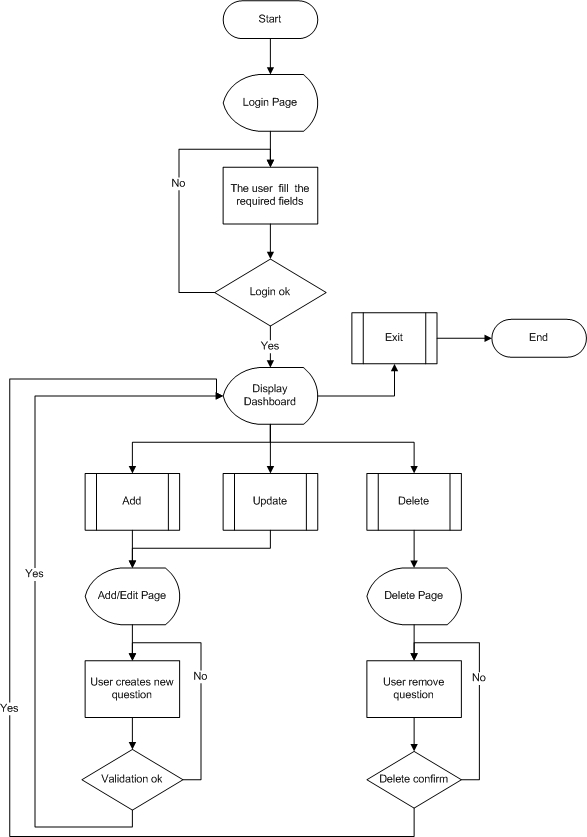 Start
Login Page
No
The user fill the
required fields
Login ok
Yes
Exit
End
Display
Dashboard
Add
Update
Delete
Yes
Add/Edit Page
Delete Page
User creates new
question
No
User remove
question
No
Yes
Validation ok
Delete confirm